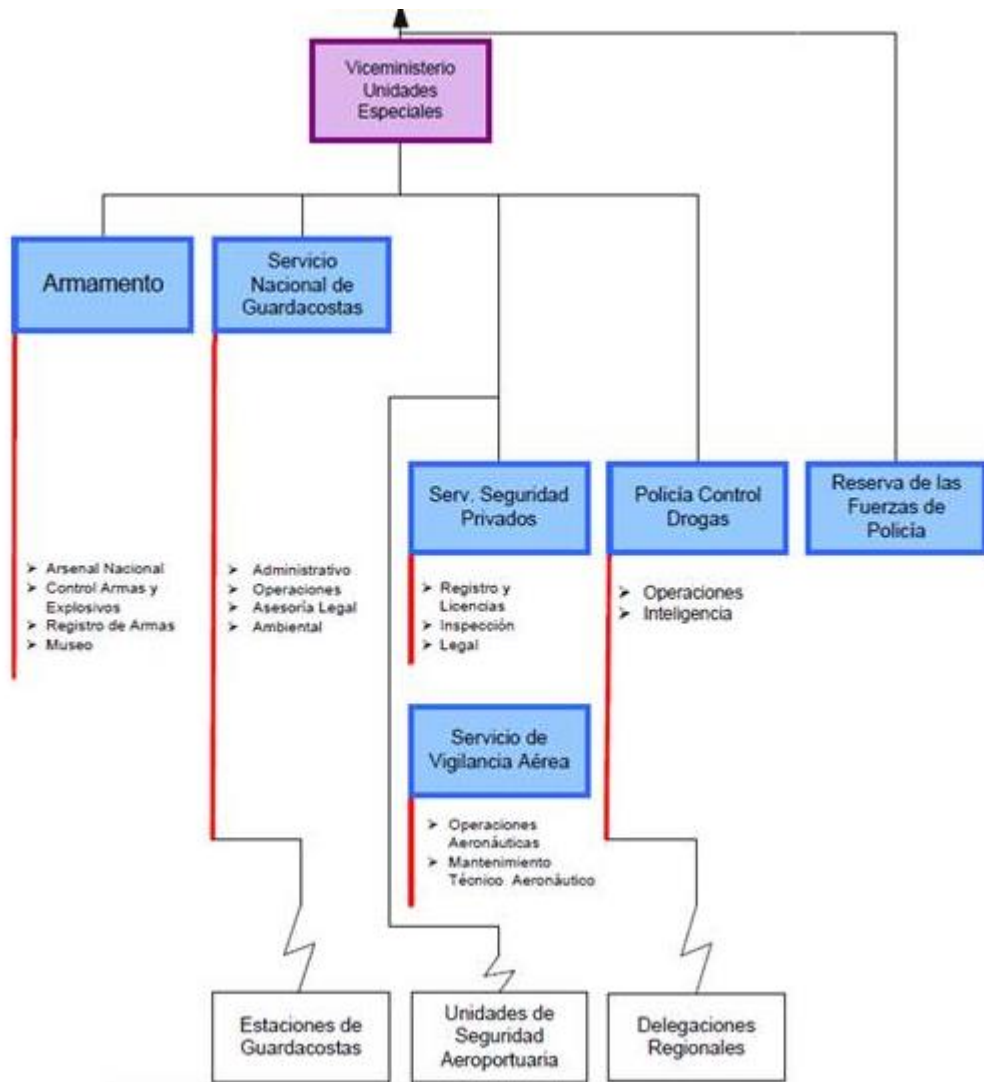 Viceministerio
Unidades
Especiales
Armamento
Servicio
Nacional de
Guardacostas
Serv. Seguridad
Privados
Policía Control
Drogas
Reserva de las
Fuerzas de
Policía
➤ Arsenal Nacional
➤ Control Armas y
Explosivos
➤ Registro de Armas
➤ Museo
➤ Administrativo
➤ Operaciones
➤ Asesoría Legal
➤ Ambiental
➤ Registro y
Licencias
➤ Inspección
➤ Legal
➤ Operaciones
➤ Inteligencia
Servicio de
Vigilancia Aérea
➤ Operaciones
Aeronáuticas
➤ Mantenimiento
Técnico Aeronáutico
Estaciones de
Guardacostas
Unidades de
Seguridad
Aeroportuaria
Delegaciones
Regionales